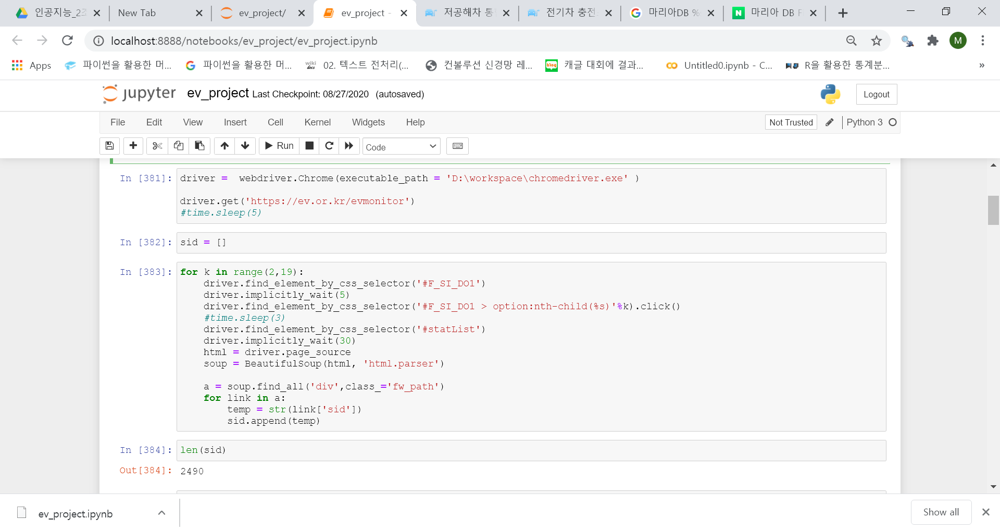 인공지능_2조
New Tab
ev_project/
ev_project -
저공해차 통
전기차 충전
마리아DB %
N 마리아 DB F
localhost:8888/notebooks/ev_project/ev_project.ipynb
M
Apps
파이썬을 활용한 머...
파이썬을 활용한 머...
wiki docs 02. 텍스트 전처리(...
컨볼루션 신경망 레...
blog 캐글 대회에 결과...
Untitled0.ipynb - C...
R을 활용한 통계분...
»
jupyter ev_project Last Checkpoint: 08/27/2020 (autosaved)
Logout
File Edit View Insert Cell Kernel Widgets Help
Not Trusted
Python 3
Run
Code
In [381]: driver =  webdriver.Chrome(executable_path = 'D:\workspace\chromedriver.exe' )
driver.get('https://ev.or.kr/evmonitor')
#time.sleep(5)
In [382]: sid = []
In [383]: for k in range(2,19):
    driver.find_element_by_css_selector('#F_SI_DO1')
    driver.implicitly_wait(5)
    driver.find_element_by_css_selector('#F_SI_DO1 > option:nth-child(%s)'%k).click()
    #time.sleep(3)
    driver.find_element_by_css_selector('#statList')
    driver.implicitly_wait(30)
    html = driver.page_source
    soup = BeautifulSoup(html, 'html.parser')
    a = soup.find_all('div',class_='fw_path')
    for link in a:
        temp = str(link['sid'])
        sid.append(temp)
In [384]: len(sid)
Out[384]: 2490
ev_project.ipynb
Show all